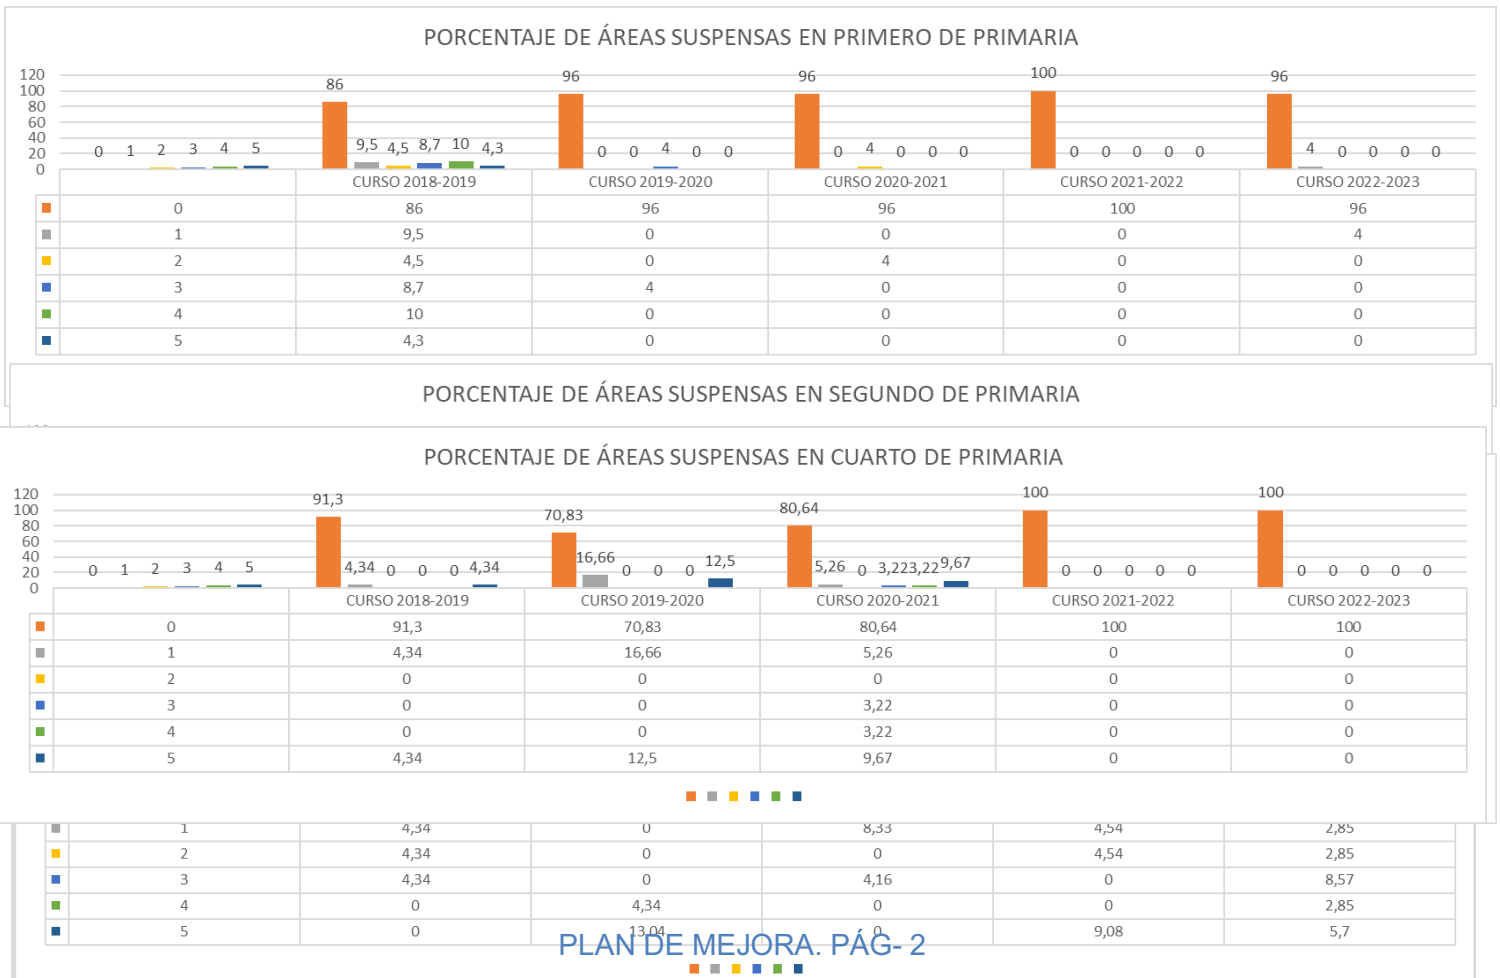 PORCENTAJE DE ÁREAS SUSPENSAS EN PRIMERO DE PRIMARIA
120
100
80
60
40
20
0
0 1 2 3 4 5
86 9,5 4,5 8,7 10 4,3
96 0 0 4 0 0
96 0 4 0 0 0
100 0 0 0 0 0
96 4 0 0 0 0
CURSO 2018-2019 CURSO 2019-2020 CURSO 2020-2021 CURSO 2021-2022 CURSO 2022-2023
0 86 96 96 100 96
1 9,5 0 0 0 4
2 4,5 0 4 0 0
3 8,7 4 0 0 0
4 10 0 0 0 0
5 4,3 0 0 0 0
PORCENTAJE DE ÁREAS SUSPENSAS EN SEGUNDO DE PRIMARIA
PORCENTAJE DE ÁREAS SUSPENSAS EN CUARTO DE PRIMARIA
120
100
80
60
40
20
0
0 1 2 3 4 5
91,3 4,34 0 0 0 4,34
70,83 16,66 0 0 0 12,5
80,64 5,26 0 3,22 3,22 9,67
100 0 0 0 0 0
100 0 0 0 0 0
CURSO 2018-2019 CURSO 2019-2020 CURSO 2020-2021 CURSO 2021-2022 CURSO 2022-2023
0 91,3 70,83 80,64 100 100
1 4,34 16,66 5,26 0 0
2 0 0 0 0 0
3 0 0 3,22 0 0
4 0 0 3,22 0 0
5 4,34 12,5 9,67 0 0
1 4,34 0 8,33 4,54 2,85
2 4,34 0 0 4,54 2,85
3 4,34 0 4,16 0 8,57
4 0 4,34 0 0 2,85
5 0 13,04 0 9,08 5,7
PLAN DE MEJORA. PÁG- 2